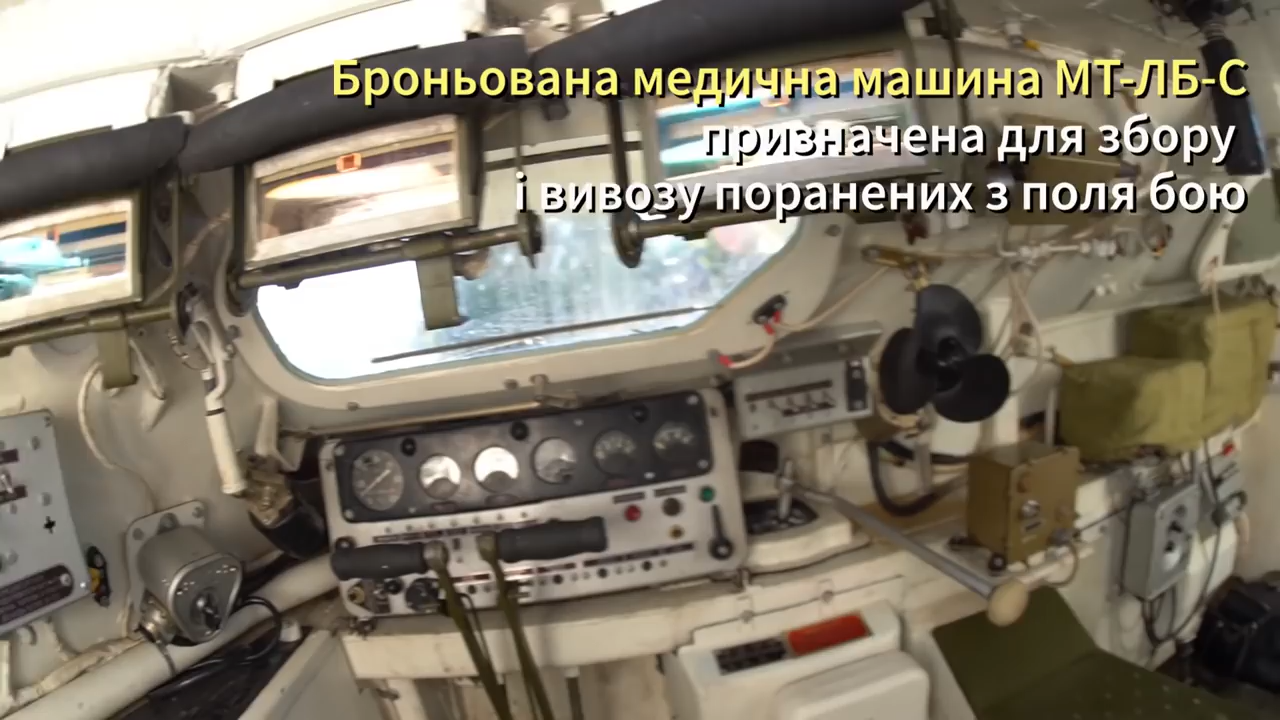 Броньована медична машина МТ-ЛБ-С
призначена для збору
і вивозу поранених з поля бою